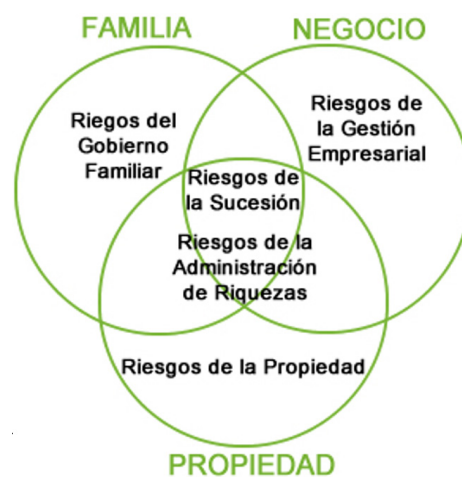 FAMILIA
NEGOCIO
Riegos del
Gobierno
Familiar
Riesgos de
la Gestión
Empresarial
Riesgos de
la Sucesión
Riesgos de la
Administración
de Riquezas
Riesgos de la Propiedad
PROPIEDAD